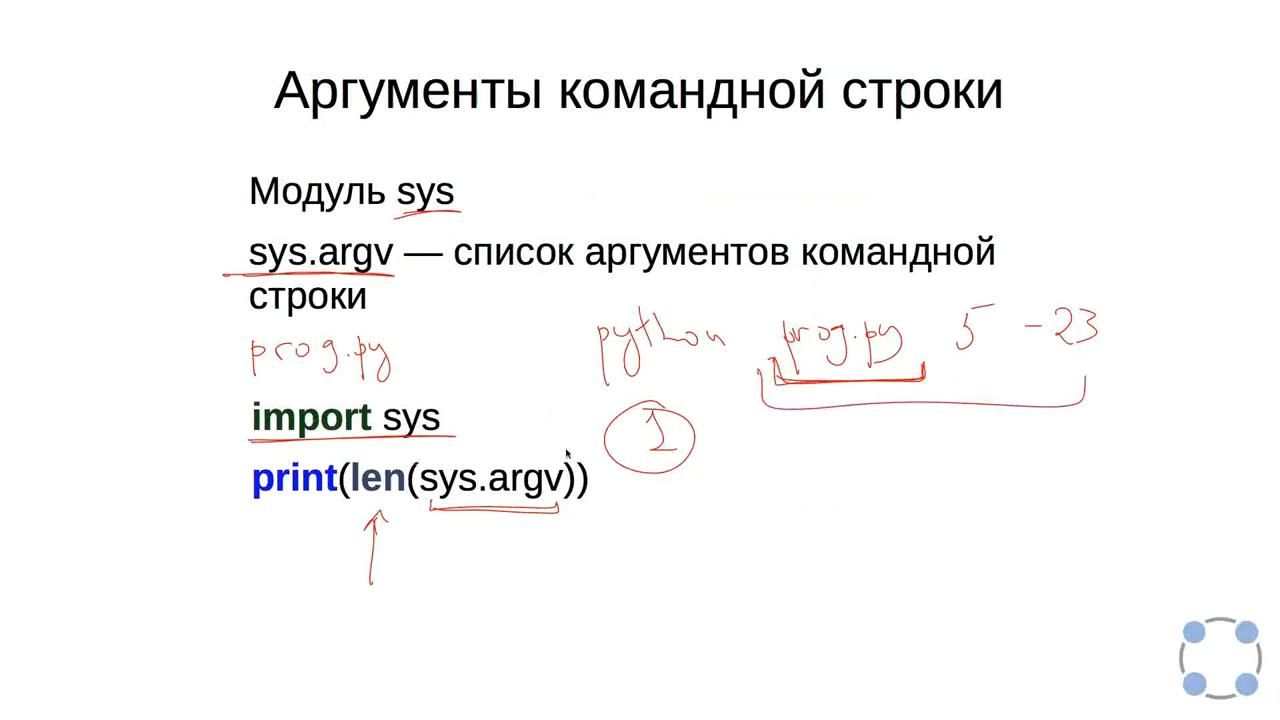 Аргументы командной строки
Модуль sys
sys.argv — список аргументов командной
строки
prog.py python prog.py 5 -23
import sys
1
print(len(sys.argv))